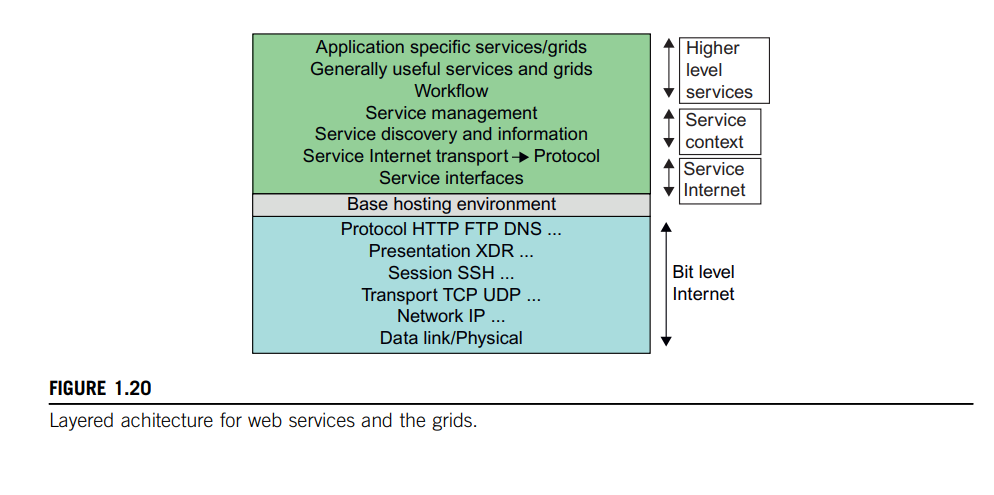 Application specific services/grids
Generally useful services and grids
Workflow
Service management
Service discovery and information
Service Internet transport → Protocol
Service interfaces
Base hosting environment
Protocol HTTP FTP DNS ...
Presentation XDR ...
Session SSH ...
Transport TCP UDP ...
Network IP ...
Data link/Physical
Higher
level
services
Service
context
Service
Internet
Bit level
Internet
FIGURE 1.20
Layered achitecture for web services and the grids.